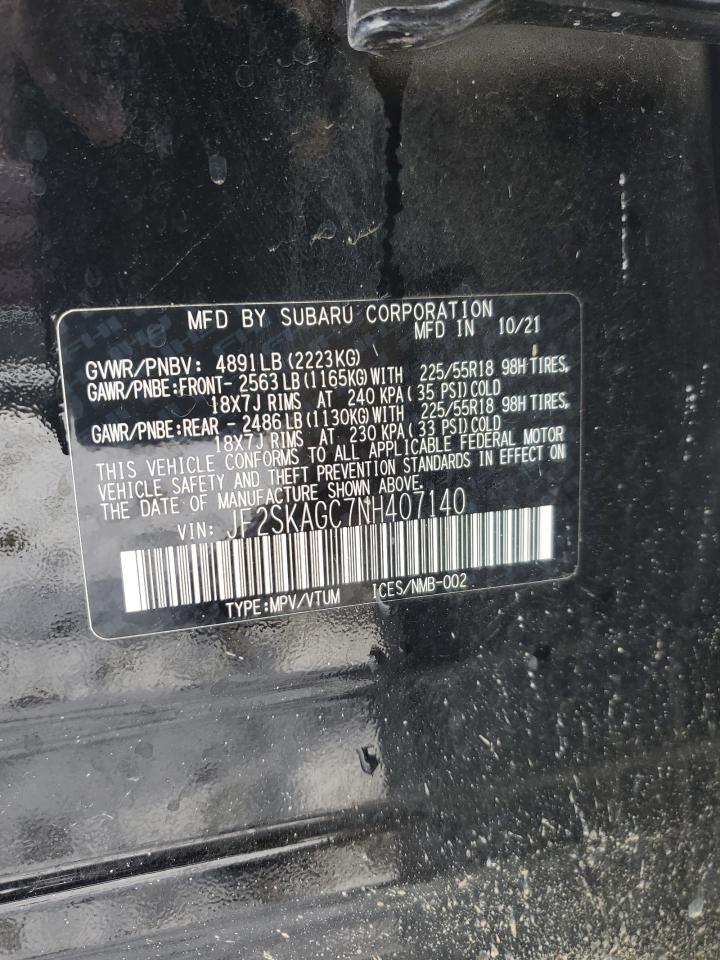 MFD BY SUBARU CORPORATION
MFD IN 10/21
GVWR/PNBV: 4891LB(2223KG)
GAWR/PNBE:FRONT- 2563LB(1165KG)WITH 225/55R18 98H TIRES,
18X7J RIMS AT 240 KPA(35 PSI)COLD
GAWR/PNBE:REAR - 2486LB(1130KG)WITH 225/55R18 98H TIRES,
18X7J RIMS AT 230 KPA(33 PSI)COLD
THIS VEHICLE CONFORMS TO ALL APPLICABLE FEDERAL MOTOR
VEHICLE SAFETY AND THEFT PREVENTION STANDARDS IN EFFECT ON
THE DATE OF MANUFACTURE SHOWN ABOVE.
VIN: JF2SKAGC7NH407140
TYPE:MPV/VTUM ICES/NMB-002